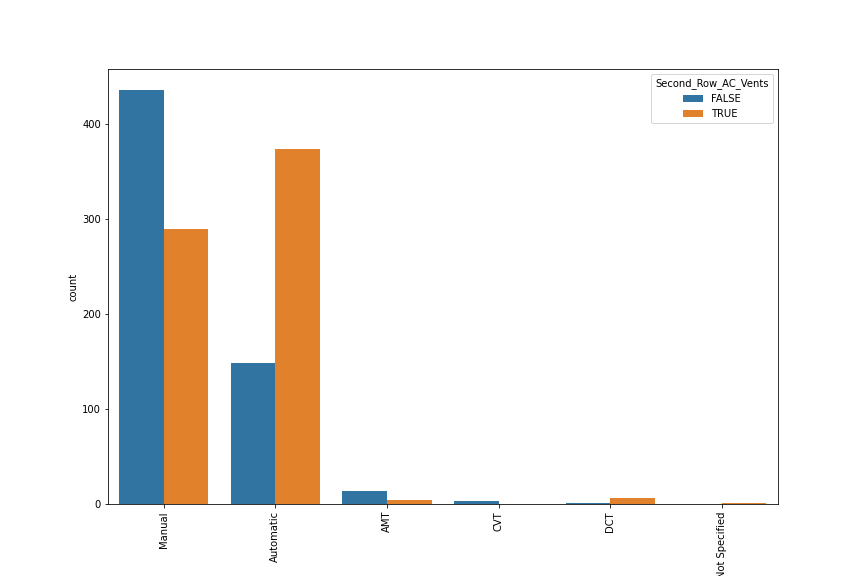 Second_Row_AC_Vents
FALSE
TRUE
count
400
300
200
100
0
Manual
Automatic
AMT
CVT
DCT
Not Specified